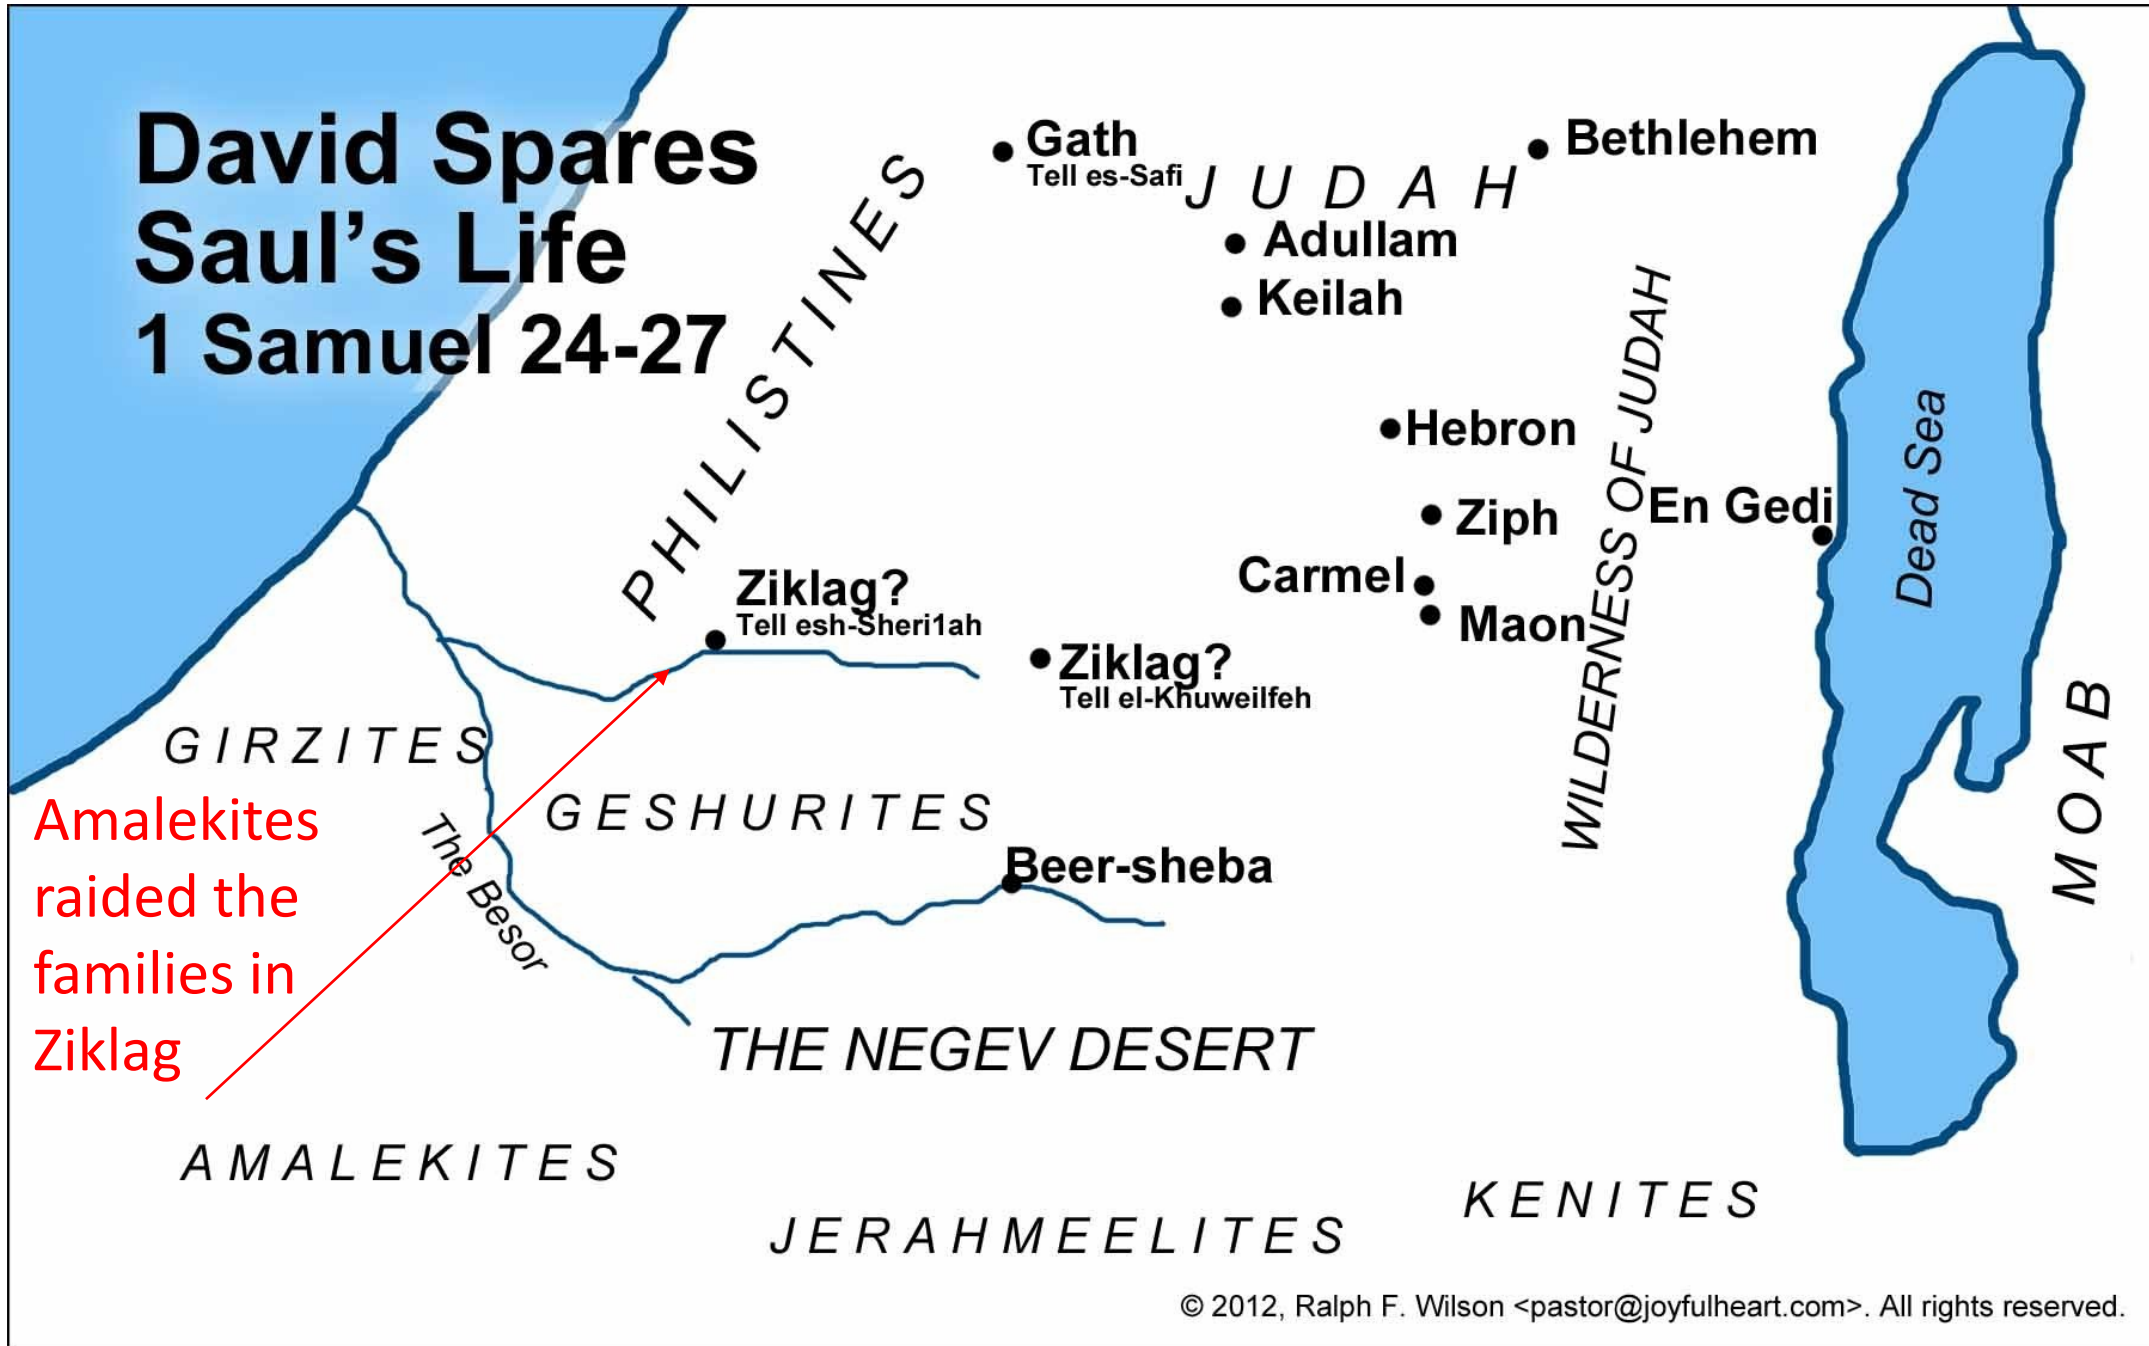 David Spares
Saul's Life
1 Samuel 24-27
Gath
Tell es-Safi
JUDAH
Bethlehem
Adullam
Keilah
PHILISTINES
WILDERNESS OF JUDAH
Hebron
Ziph
En Gedi
Dead Sea
Carmel
Maon
Ziklag?
Tell esh-Sheri1ah
Ziklag?
Tell el-Khuweilfeh
MOAB
GIRZITES
GESHURITES
Amalekites
raided the
families in
Ziklag
The Besor
Beer-sheba
THE NEGEV DESERT
AMALEKITES
JERAHMEELITES
KENITES
© 2012, Ralph F. Wilson <pastor@joyfulheart.com>. All rights reserved.